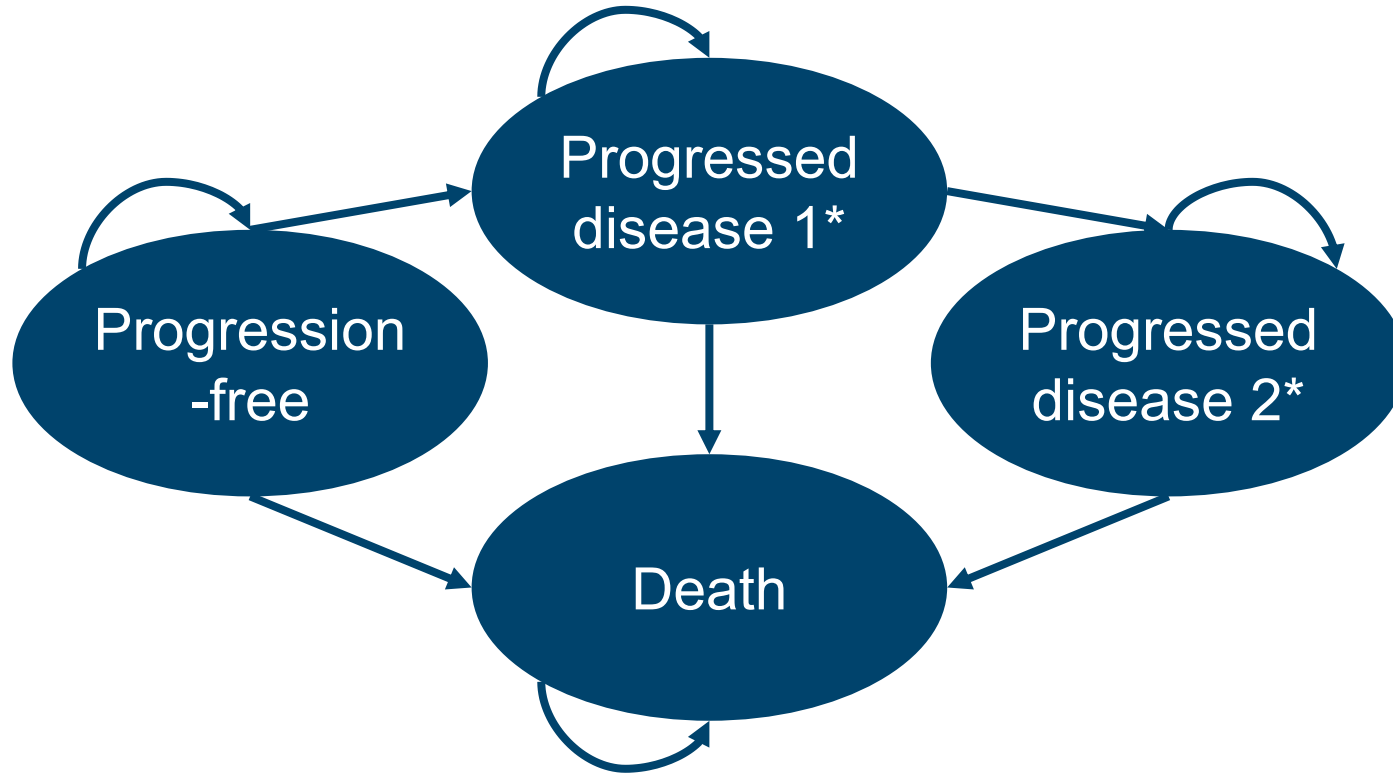 Progressed
disease 1*
Progression
-free
Progressed
disease 2*
Death